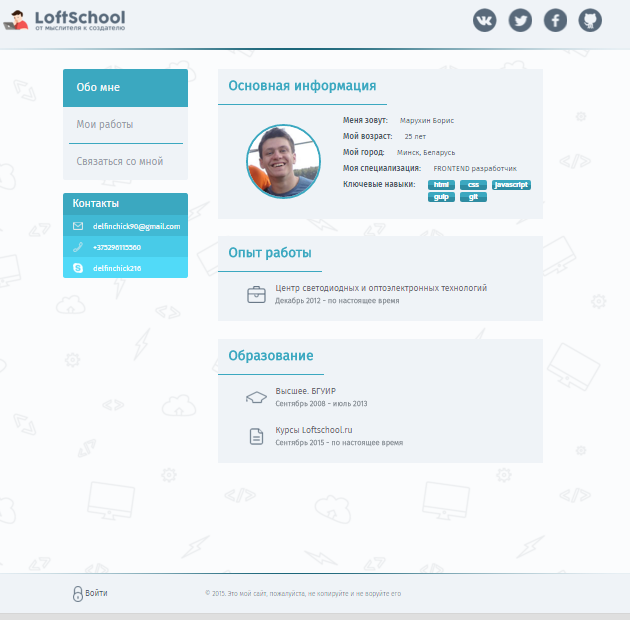 LoftSchool
от мыслителя к создателю
Обо мне
Мои работы
Связаться со мной
Контакты
delfinchick90@gmail.com
+375296115560
delfinchick216
Основная информация
Меня зовут: Марухин Борис
Мой возраст: 25 лет
Мой город: Минск, Беларусь
Моя специализация: FRONTEND разработчик
Ключевые навыки: html css javascript
gulp git
Опыт работы
Центр светодиодных и оптоэлектронных технологий
Декабрь 2012 - по настоящее время
Образование
Высшее. БГУИР
Сентябрь 2008 - июль 2013
Курсы Loftschool.ru
Сентябрь 2015 - по настоящее время
Войти
© 2015. Это мой сайт, пожалуйста, не копируйте и не воруйте его